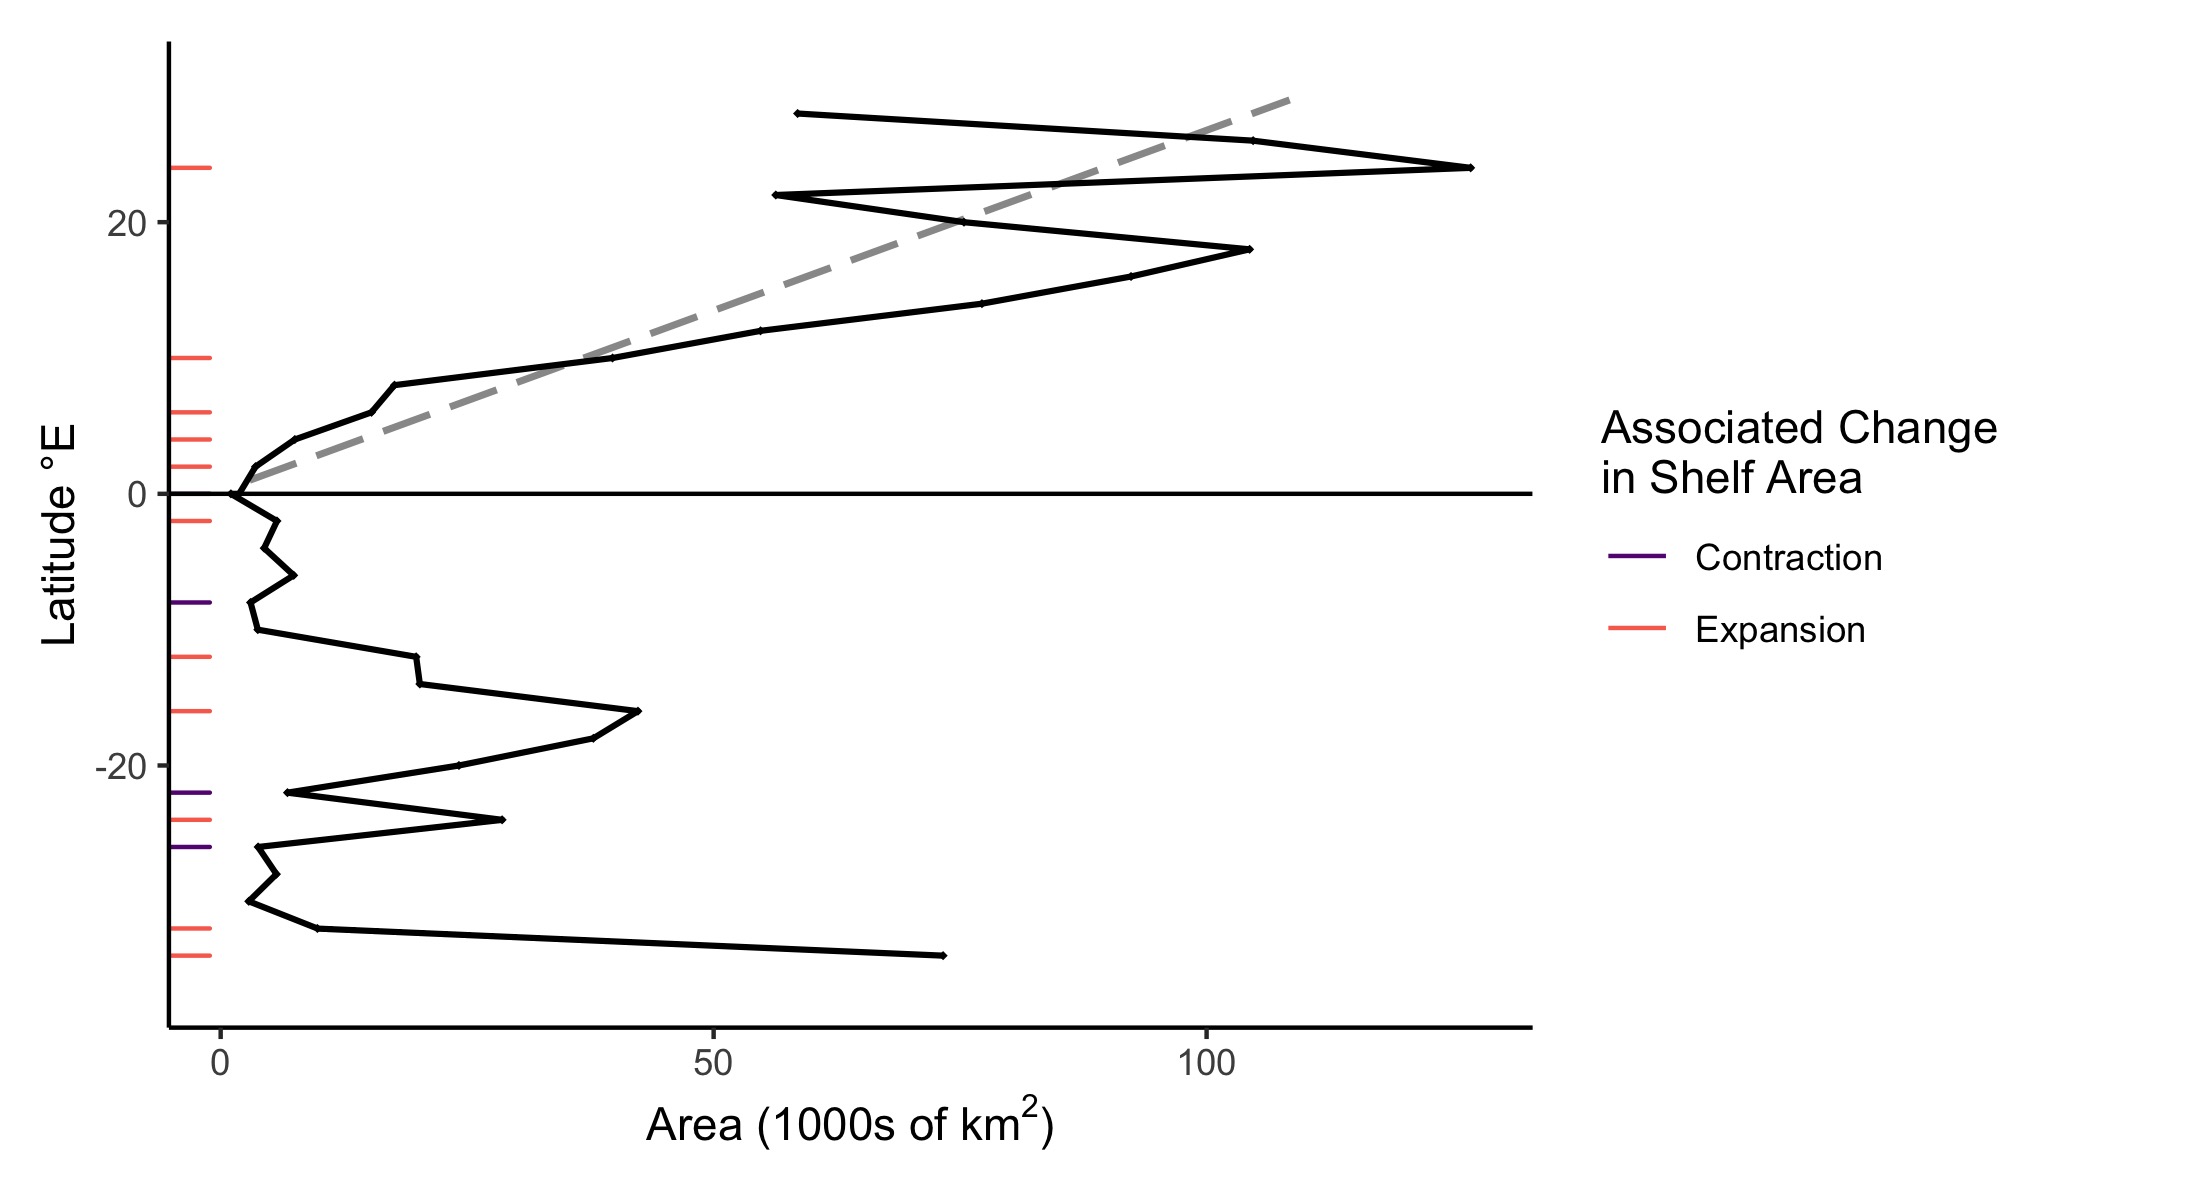 20
0
-20
Latitude °E
0
50
100
Area (1000s of km²)
Associated Change
in Shelf Area
Contraction
Expansion